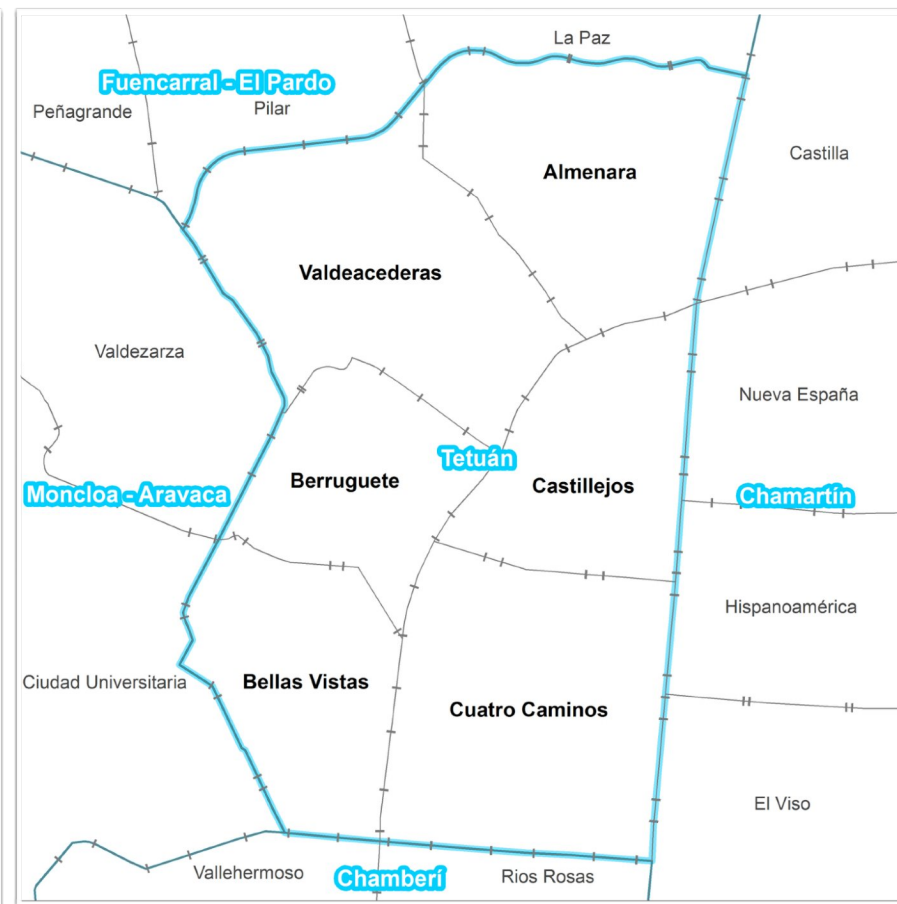 La Paz
Fuencarral - El Pardo
Peñagrande
Pilar
Castilla
Almenara
Valdeacederas
Valdezarza
Nueva España
Tetuán
Berruguete
Castillejos
Moncloa - Aravaca
Chamartín
Hispanoamérica
Ciudad Universitaria
Bellas Vistas
Cuatro Caminos
El Viso
Vallehermoso
Chamberí
Rios Rosas